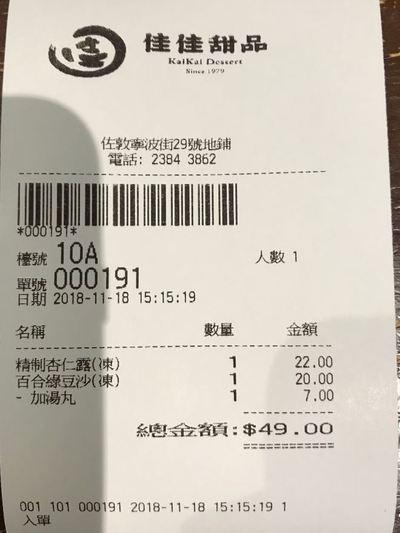 佳佳甜品
KaiKai Dessert
Since 1979
佐敦寧波街29號地鋪
電話: 2384 3862
*000191*
檯號 10A 人數 1
單號 000191
日期 2018-11-18 15:15:19
名稱 數量 金額
精制杏仁露(凍) 1 22.00
百合綠豆沙(凍) 1 20.00
- 加湯丸 1 7.00
總金額:$49.00
001 101 000191 2018-11-18 15:15:19 1
入單